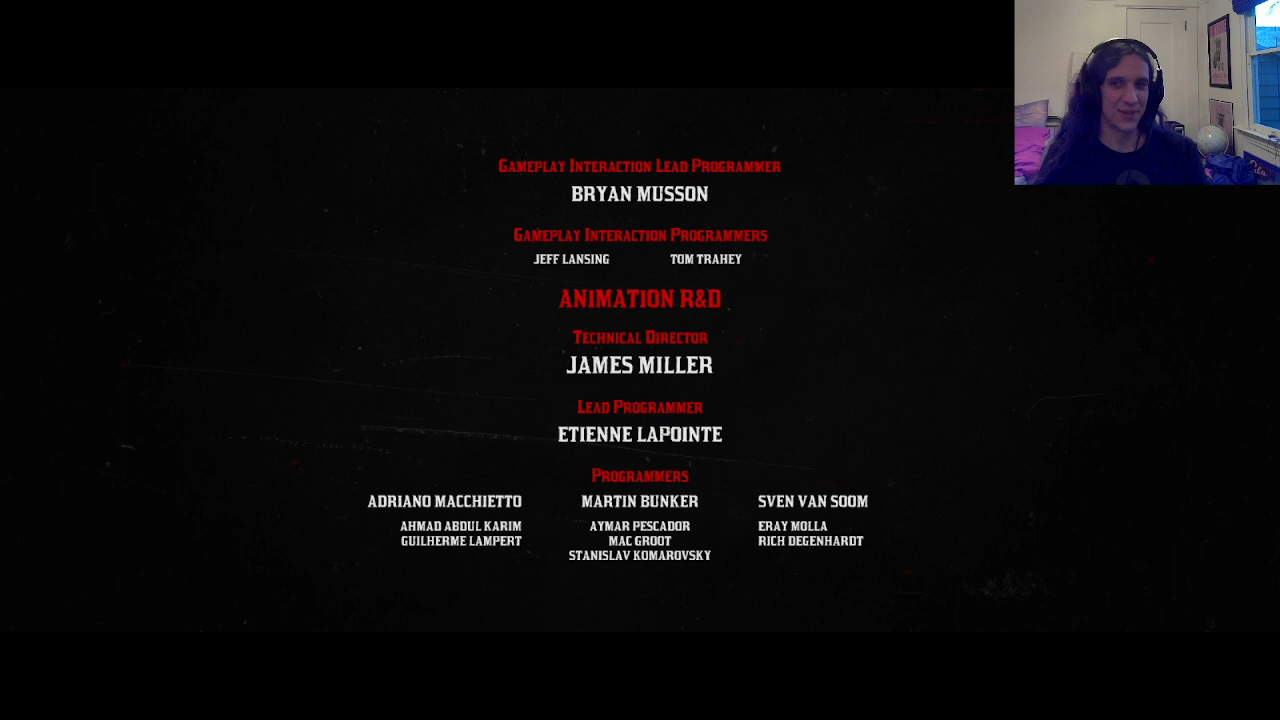 Gameplay Interaction Lead Programmer
BRYAN MUSSON
Gameplay Interaction Programmers
JEFF LANSING TOM TRAHEY
ANIMATION R&D
Technical Director
JAMES MILLER
Lead Programmer
ETIENNE LAPOINTE
Programmers
ADRIANO MACCHIETTO MARTIN BUNKER SVEN VAN SOOM
AHMAD ABDUL KARIM AYMAR PESCADOR ERAY MOLLA
GUILHERME LAMPERT MAC GROOT RICH DEGENHARDT
STANISLAV KOMAROVSKY